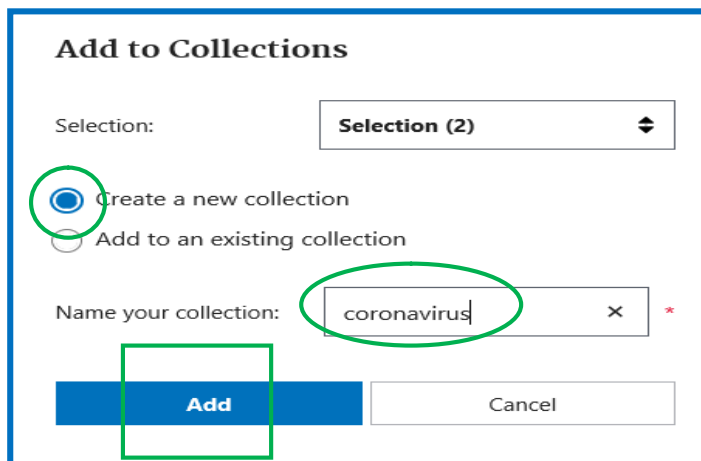 Add to Collections
Selection: Selection (2)
Create a new collection
Add to an existing collection
Name your collection: coronavirus × *
Add Cancel